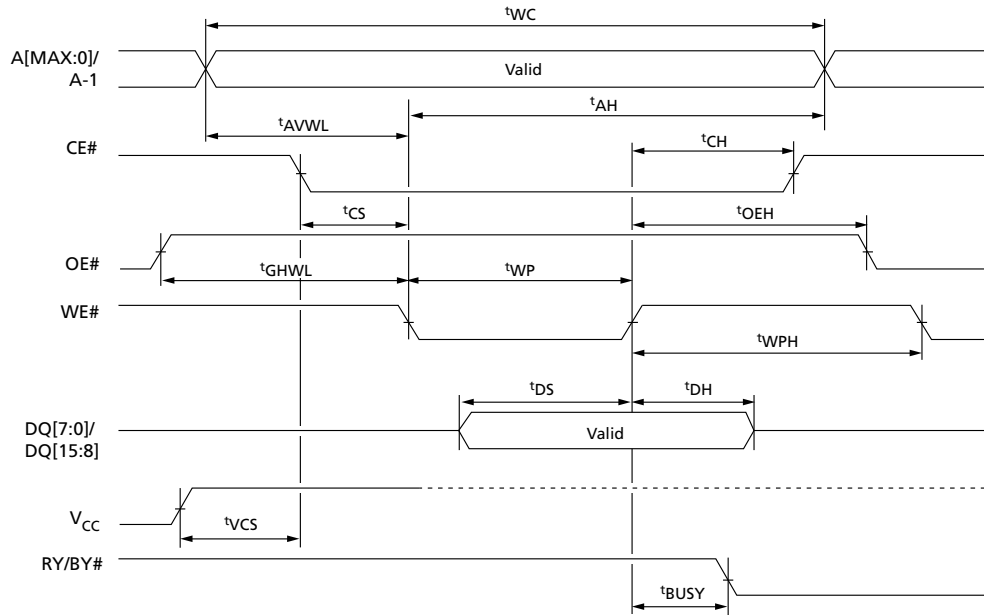 tWC
A[MAX:0]/
A-1
Valid
tAH
tAVWL
CE#
tCH
tCS
tOEH
OE#
tGHWL
tWP
WE#
tWPH
tDS
tDH
DQ[7:0]/
DQ[15:8]
Valid
VCC
tVCS
RY/BY#
tBUSY